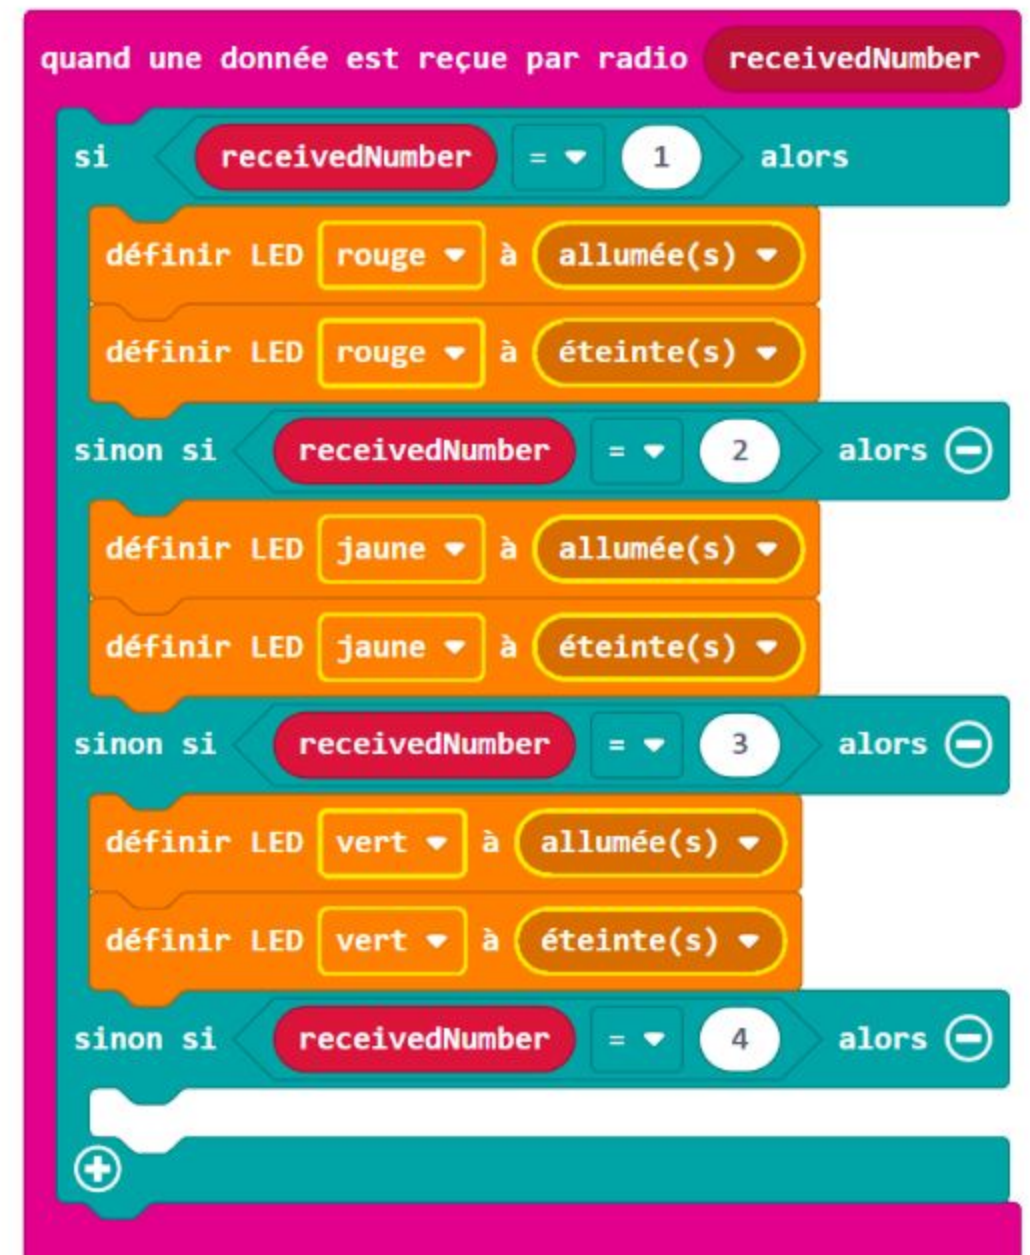 quand une donnée est reçue par radio receivedNumber
si receivedNumber = 1 alors
définir LED rouge à allumée(s)
définir LED rouge à éteinte(s)
sinon si receivedNumber = 2 alors
définir LED jaune à allumée(s)
définir LED jaune à éteinte(s)
sinon si receivedNumber = 3 alors
définir LED vert à allumée(s)
définir LED vert à éteinte(s)
sinon si receivedNumber = 4 alors